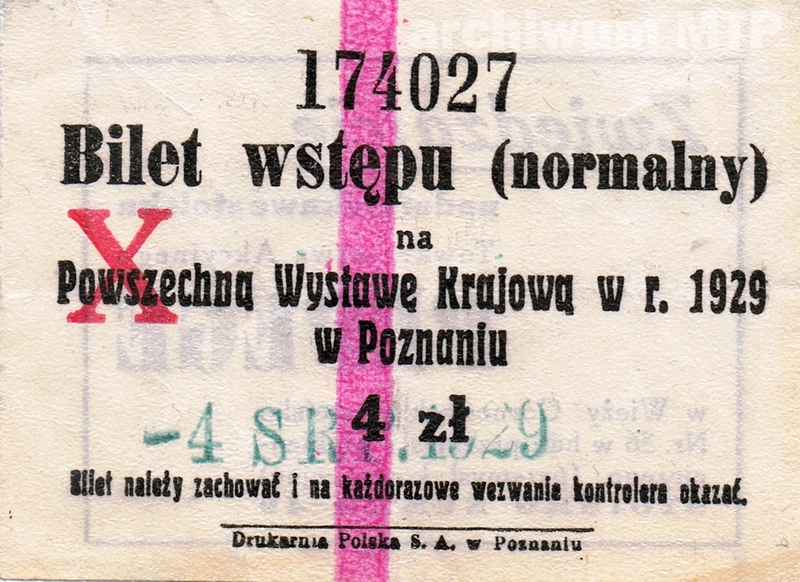 archiwum MTP
174027
Bilet wstępu (normalny)
X
na
Powszechną Wystawę Krajową w r. 1929
w Poznaniu
4 zł
-4 SRP. 1929
Bilet należy zachować i na każdorazowe wezwanie kontrolera okazać.
Drukarnia Polska S. A. w Poznaniu